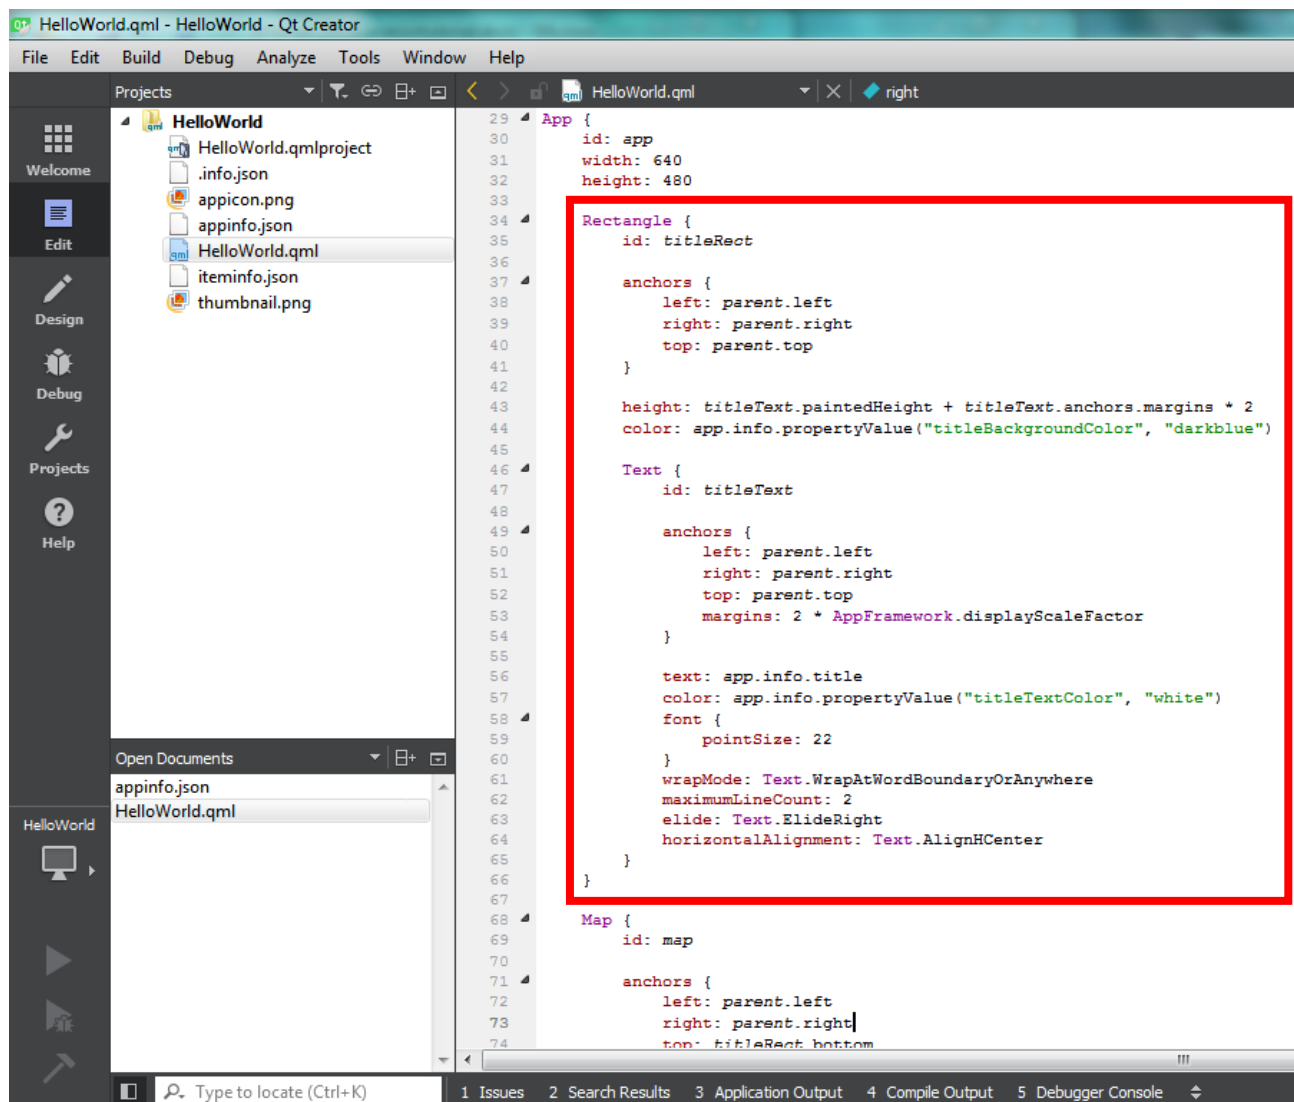 HelloWorld.qml - HelloWorld - Qt Creator
File Edit Build Debug Analyze Tools Window Help
Projects
HelloWorld.qml
right
Welcome
Edit
Design
Debug
Projects
Help
HelloWorld
HelloWorld
HelloWorld.qmlproject
.info.json
appicon.png
appinfo.json
HelloWorld.qml
iteminfo.json
thumbnail.png
Open Documents
appinfo.json
HelloWorld.qml
29 App {
30 id: app
31 width: 640
32 height: 480
33
34 Rectangle {
35 id: titleRect
36
37 anchors {
38 left: parent.left
39 right: parent.right
40 top: parent.top
41 }
42
43 height: titleText.paintedHeight + titleText.anchors.margins * 2
44 color: app.info.propertyValue("titleBackgroundColor", "darkblue")
45
46 Text {
47 id: titleText
48
49 anchors {
50 left: parent.left
51 right: parent.right
52 top: parent.top
53 margins: 2 * AppFramework.displayScaleFactor
54 }
55
56 text: app.info.title
57 color: app.info.propertyValue("titleTextColor", "white")
58 font {
59 pointSize: 22
60 }
61 wrapMode: Text.WrapAtWordBoundaryOrAnywhere
62 maximumLineCount: 2
63 elide: Text.ElideRight
64 horizontalAlignment: Text.AlignHCenter
65 }
66 }
67
68 Map {
69 id: map
70
71 anchors {
72 left: parent.left
73 right: parent.right
74 top: titleRect.bottom
Type to locate (Ctrl+K)
1 Issues 2 Search Results 3 Application Output 4 Compile Output 5 Debugger Console